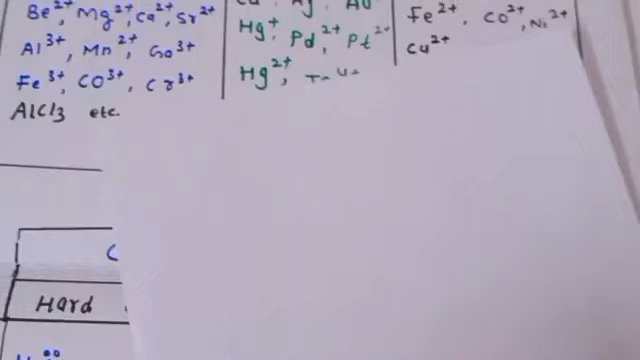 Be²⁺, Mg²⁺, Ca²⁺, Sr²⁺
Al³⁺, Mn²⁺, Ga³⁺
Fe³⁺, CO³⁺, Cr³⁺
AlCl3 etc.
Hg⁺, Pd²⁺, Pt²⁺
Hg²⁺,
Fe²⁺, CO²⁺, Ni²⁺
Cu²⁺
Hard